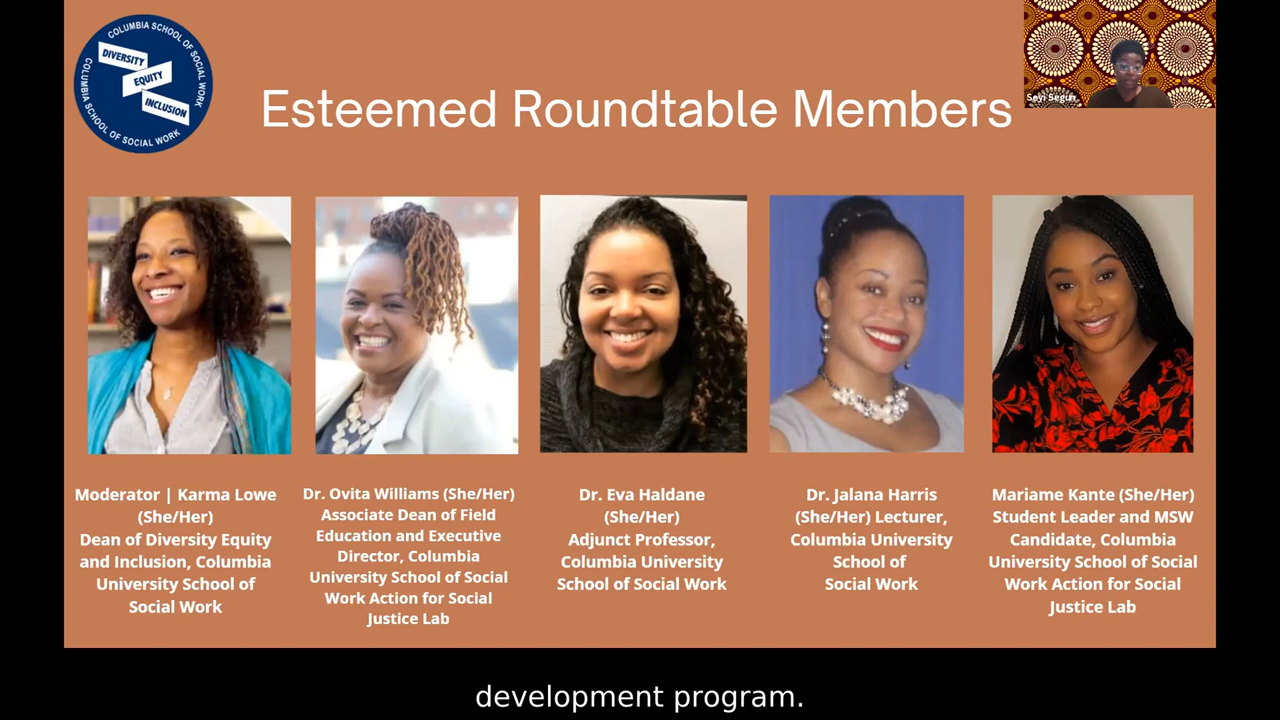 COLUMBIA SCHOOL OF SOCIAL WORK
DIVERSITY
EQUITY
INCLUSION
COLUMBIA SCHOOL OF SOCIAL WORK
Esteemed Roundtable Members
Seyi Segun
Moderator | Karma Lowe
(She/Her)
Dean of Diversity Equity
and Inclusion, Columbia
University School of
Social Work
Dr. Ovita Williams (She/Her)
Associate Dean of Field
Education and Executive
Director, Columbia
University School of Social
Work Action for Social
Justice Lab
Dr. Eva Haldane
(She/Her)
Adjunct Professor,
Columbia University
School of Social Work
Dr. Jalana Harris
(She/Her) Lecturer,
Columbia University
School of
Social Work
Mariame Kante (She/Her)
Student Leader and MSW
Candidate, Columbia
University School of Social
Work Action for Social
Justice Lab
development program.